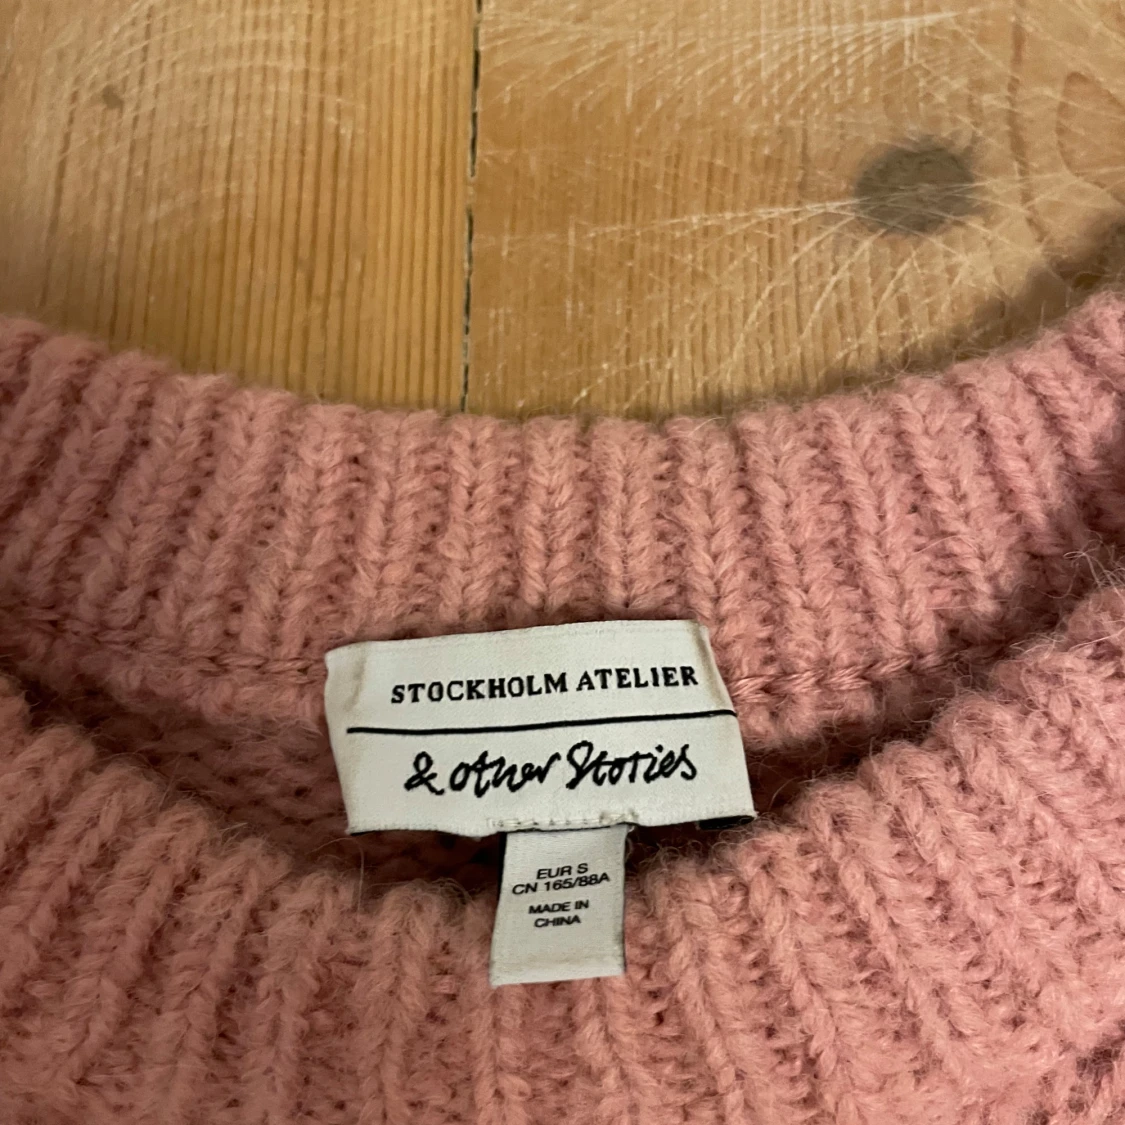 STOCKHOLM ATELIER
& other Stories
EUR S
CN 165/88A
MADE IN
CHINA